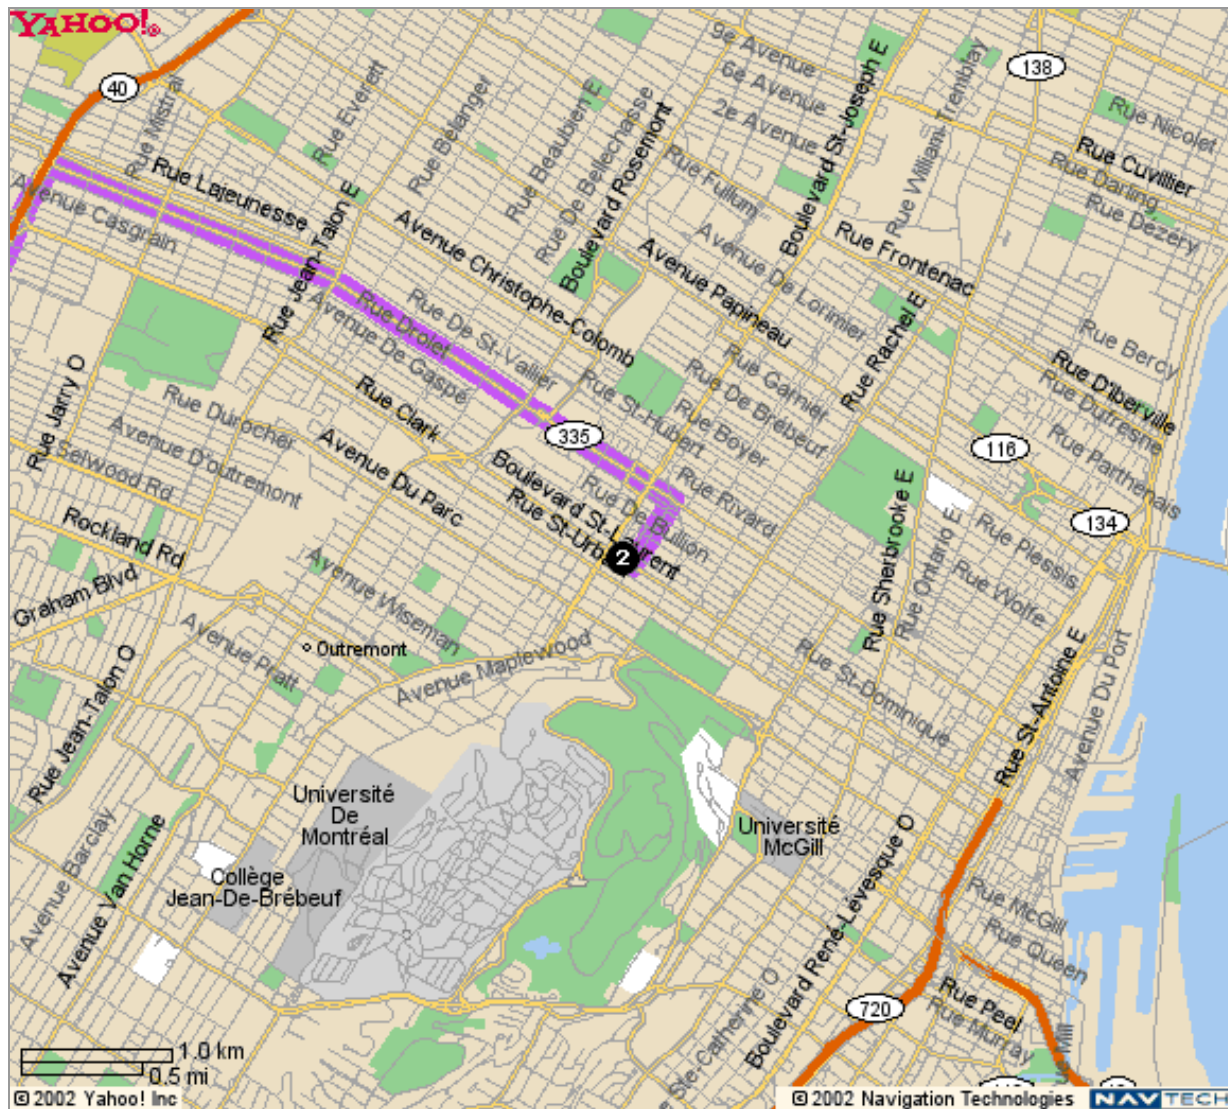 YAHOO!®
9e Avenue
138
6e Avenue
40
2e Avenue
Boulevard St-Joseph E
Rue William-Tremblay
Rue Nicolet
Rue Mistral
Rue Everett
Rue Belanger
Rue Beaubien E
Rue De Bellechasse
Boulevard Rosemont
Rue Cuvillier
Rue Darling
Rue Dezery
Rue Fullum
Rue Lajeunesse
Avenue Casgrain
Rue Jean-Talon E
Avenue Christophe-Colomb
Avenue Papineau
Avenue De Lorimier
Rue Frontenac
Rue Rachel E
Rue Bercy
Rue Drolet
Rue De St-Vallier
Avenue De Gaspé
Rue Jarry O
Rue Garnier
Rue De Brébeuf
Rue D'Iberville
Rue Dufresne
Rue Parthenais
Rue St-Hubert
Rue Boyer
Rue Durocher
Rue Clark
335
116
Avenue D'outremont
Selwood Rd
Avenue Du Parc
Boulevard St-Laurent
Rue St-Urb
Rue De Bullion
Rue Rivard
134
Rockland Rd
2
Rue Sherbrooke E
Rue Ontario E
Rue Plessis
Rue Wolfe
Graham Blvd
Avenue Wiseman
Outremont
Avenue Pratt
Avenue Maplewood
Rue St-Dominique
Rue St-Antoine E
Avenue Du Port
Rue Jean-Talon O
Université
De
Montréal
Université
McGill
Avenue Barclay
Avenue Van Horne
Collège
Jean-De-Brébeuf
Boulevard Rene-Lévesque O
Rue McGill
Rue Queen
Ste-Catherine O
720
Rue Peel
Rue Murray
Mill
1.0 km
0.5 mi
© 2002 Yahoo! Inc
© 2002 Navigation Technologies
NAVTECH